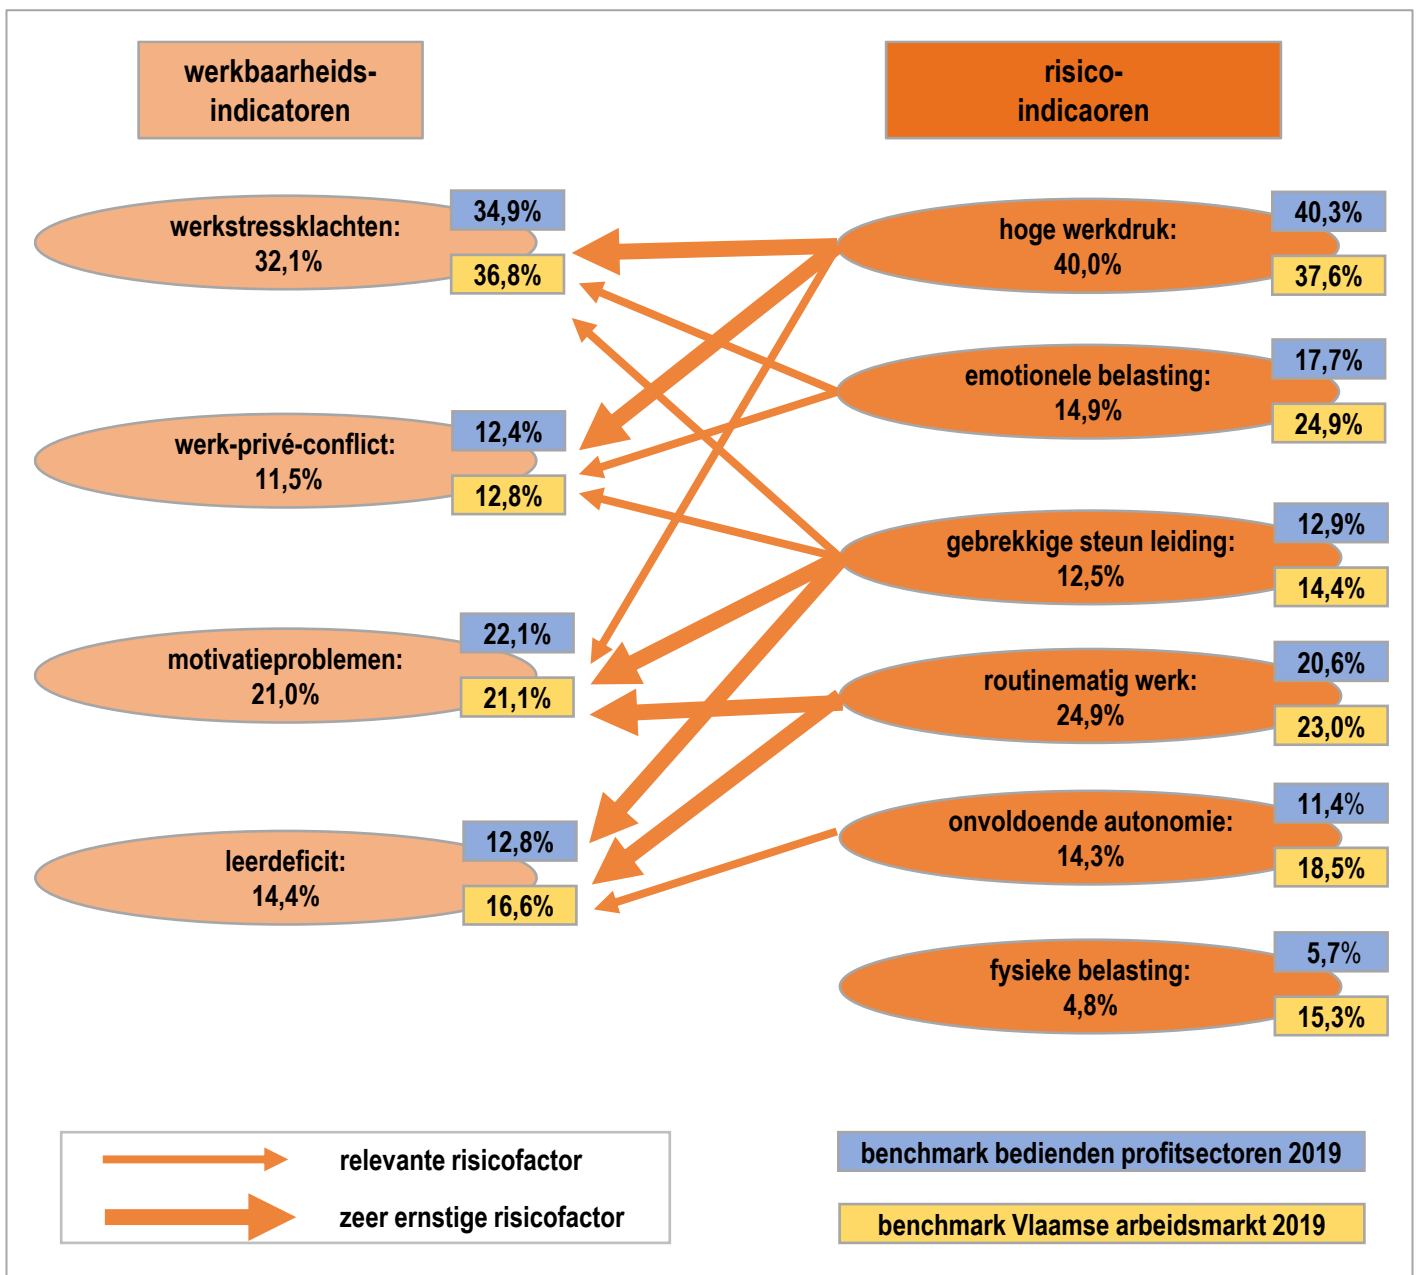 werkbaarheids-
indicatoren
risico-
indicaoren
werkstressklachten:
32,1%
34,9%
36,8%
hoge werkdruk:
40,0%
40,3%
37,6%
emotionele belasting:
14,9%
17,7%
24,9%
werk-privé-conflict:
11,5%
12,4%
12,8%
gebrekkige steun leiding:
12,5%
12,9%
14,4%
motivatieproblemen:
21,0%
22,1%
21,1%
routinematig werk:
24,9%
20,6%
23,0%
leerdeficit:
14,4%
12,8%
16,6%
onvoldoende autonomie:
14,3%
11,4%
18,5%
fysieke belasting:
4,8%
5,7%
15,3%
relevante risicofactor
zeer ernstige risicofactor
benchmark bedienden profitsectoren 2019
benchmark Vlaamse arbeidsmarkt 2019